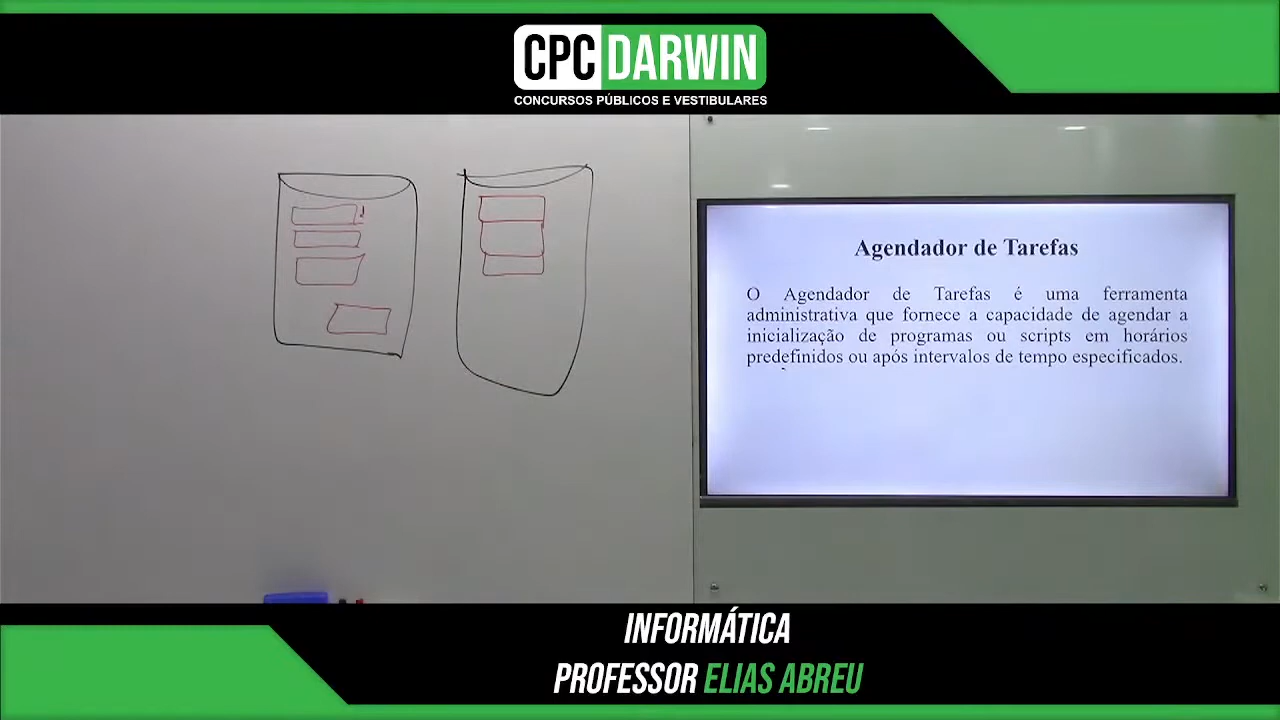 CPC DARWIN
CONCURSOS PÚBLICOS E VESTIBULARES
Agendador de Tarefas
O Agendador de Tarefas é uma ferramenta
administrativa que fornece a capacidade de agendar a
inicialização de programas ou scripts em horários
predefinidos ou após intervalos de tempo especificados.
INFORMÁTICA
PROFESSOR ELIAS ABREU